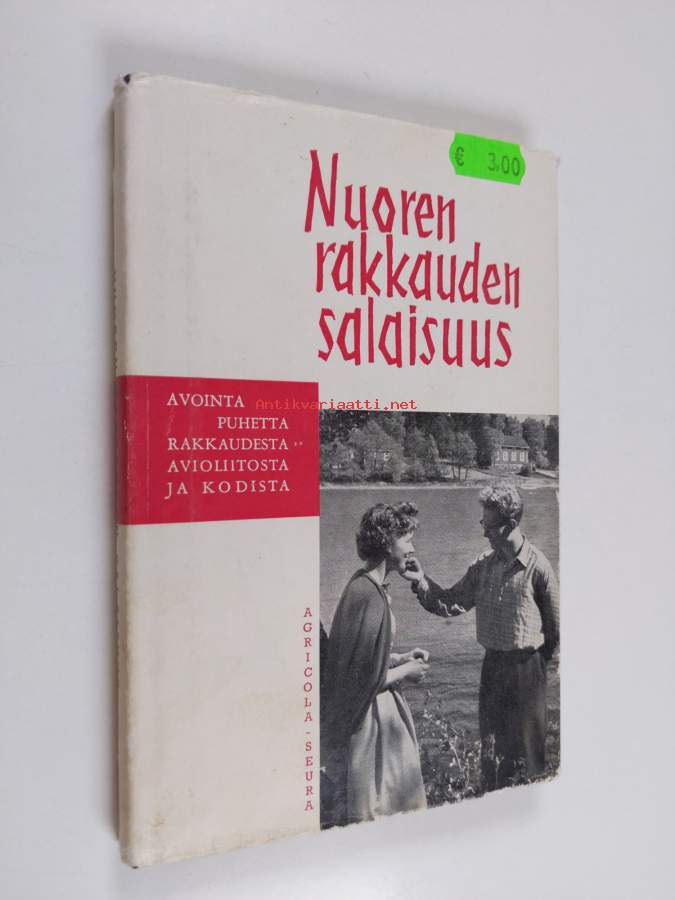 € 3.00
Nuoren
rakkauden
salaisuus
Antikvariaatti.net
AVOINTA
PUHETTA
RAKKAUDESTA
AVIOLIITOSTA
JA KODISTA
AGRICOLA-SEURA